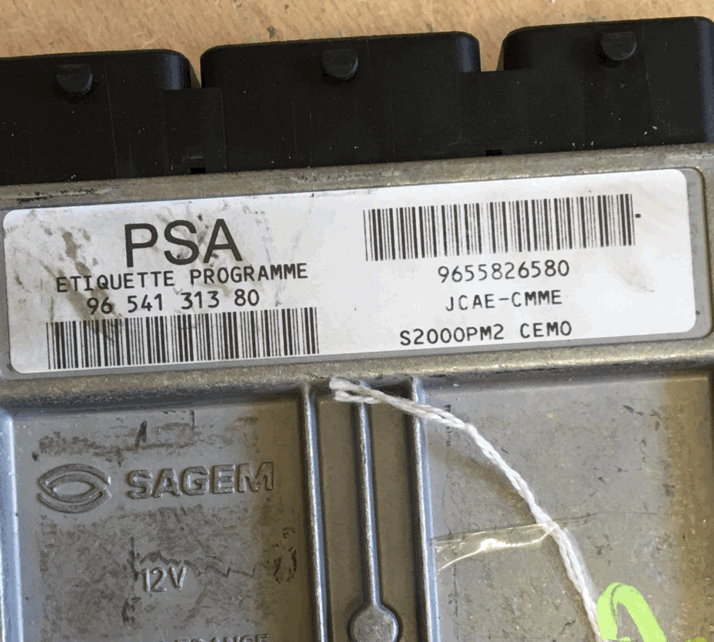 PSA
ETIQUETTE PROGRAMME
96 541 313 80
9655826580
JCAE-CMME
S2000PM2 CEMO
SAGEM
12V